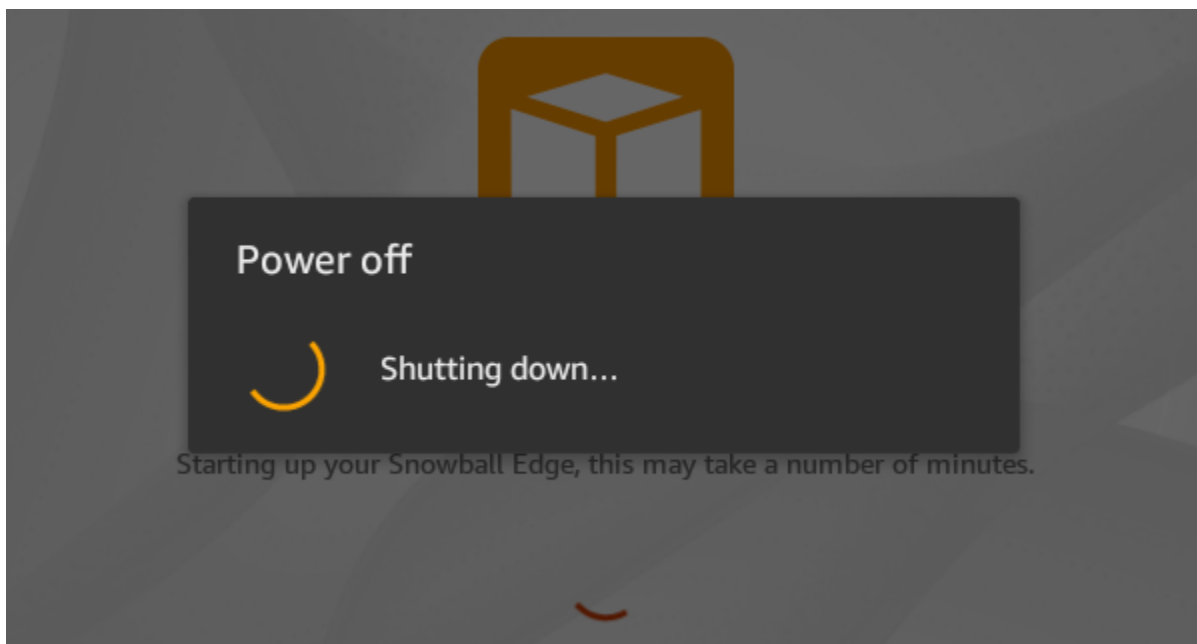 Power off
Shutting down...
Starting up your Snowball Edge, this may take a number of minutes.